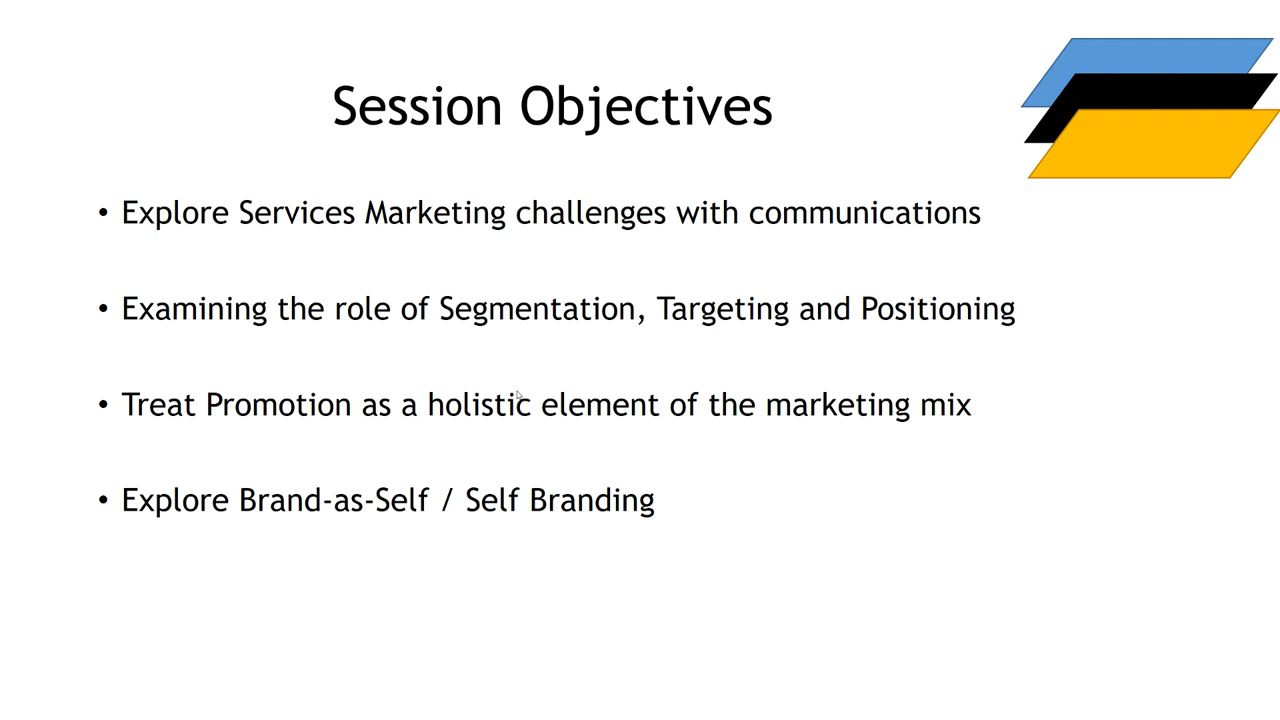 Session Objectives
• Explore Services Marketing challenges with communications
• Examining the role of Segmentation, Targeting and Positioning
• Treat Promotion as a holistic element of the marketing mix
• Explore Brand-as-Self / Self Branding